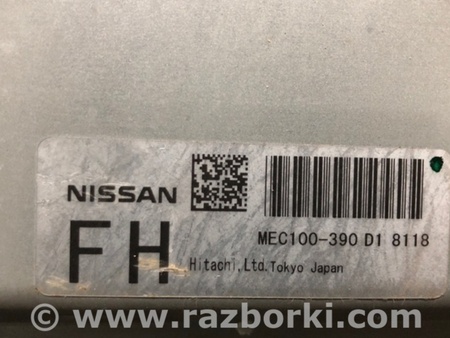 NISSAN
FH
MEC100-390 D1 8118
Hitachi,Ltd.Tokyo Japan
© www.razborki.com